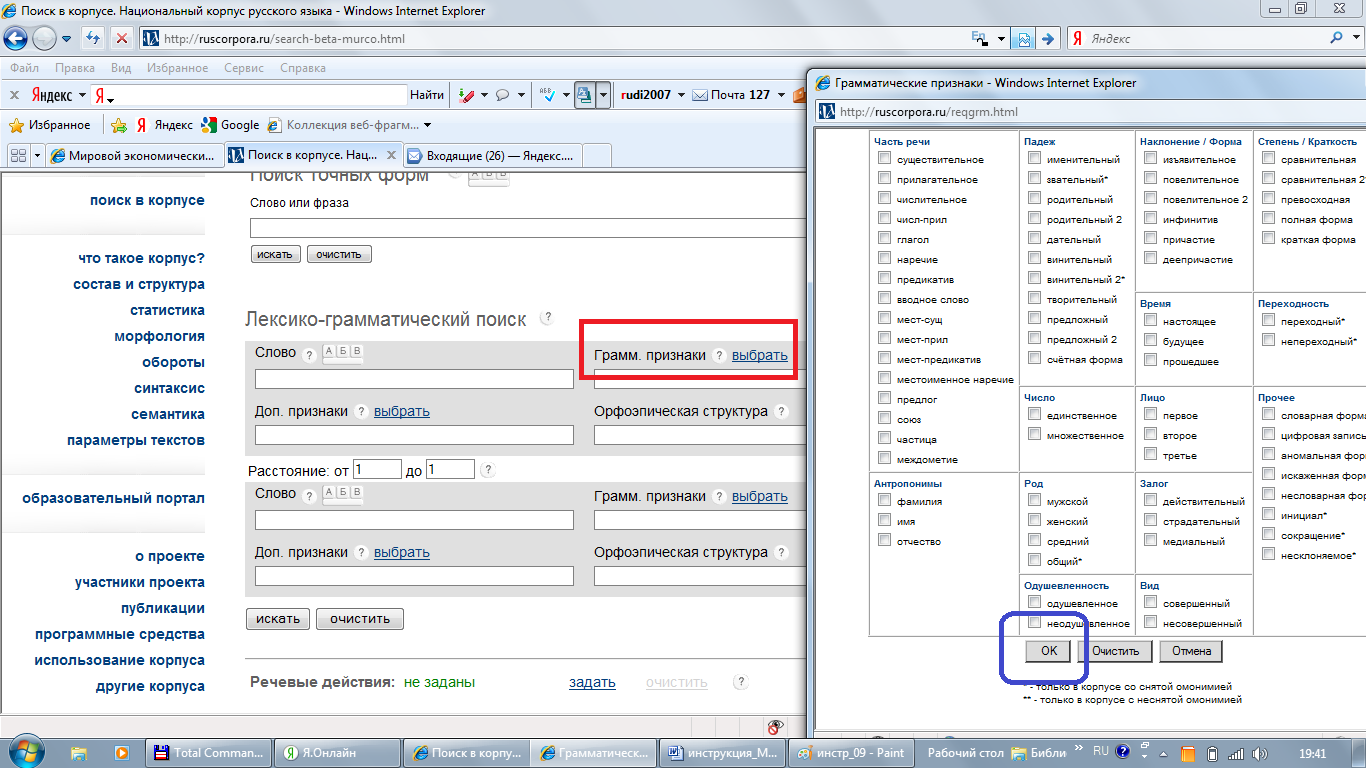 Поиск в корпусе. Национальный корпус русского языка - Windows Internet Explorer
http://ruscorpora.ru/search-beta-murco.html
En
Яндекс
Файл Правка Вид Избранное Сервис Справка
x Яндекс Я Найти ABC rudi2007 Почта 127
Избранное Яндекс Google Коллекция веб-фрагм...
Мировой экономически... Поиск в корпусе. Нац... x Входящие (26) — Яндекс....
поиск в корпусе
что такое корпус?
состав и структура
статистика
морфология
обороты
синтаксис
семантика
параметры текстов
образовательный портал
о проекте
участники проекта
публикации
программные средства
использование корпуса
другие корпуса
Поиск точных форм А Б В
Слово или фраза
искать очистить
Лексико-грамматический поиск ?
Слово ? А Б В Грамм. признаки ? выбрать
Доп. признаки ? выбрать Орфоэпическая структура ?
Расстояние: от 1 до 1 ?
Слово ? А Б В Грамм. признаки ? выбрать
Доп. признаки ? выбрать Орфоэпическая структура ?
искать очистить
Речевые действия: не заданы задать очистить ?
Грамматические признаки - Windows Internet Explorer
http://ruscorpora.ru/reqgrm.html
Часть речи
существительное
прилагательное
числительное
числ-прил
глагол
наречие
предикатив
вводное слово
мест-сущ
мест-прил
мест-предикатив
местоименное наречие
предлог
союз
частица
междометие
Антропонимы
фамилия
имя
отчество
Падеж
именительный
звательный*
родительный
родительный 2
дательный
винительный
винительный 2*
творительный
предложный
предложный 2
счётная форма
Число
единственное
множественное
Род
мужской
женский
средний
общий*
Одушевленность
одушевленное
неодушевленное
Наклонение / Форма
изъявительное
повелительное
повелительное 2
инфинитив
причастие
деепричастие
Время
настоящее
будущее
прошедшее
Лицо
первое
второе
третье
Залог
действительный
страдательный
медиальный
Вид
совершенный
несовершенный
Степень / Краткость
сравнительная
сравнительная 2*
превосходная
полная форма
краткая форма
Переходность
переходный*
непереходный*
Прочее
словарная форма
цифровая запись
аномальная фор
искаженная форм
несловарная фор
инициал*
сокращение*
несклоняемое*
OK Очистить Отмена
* - только в корпусе со снятой омонимией
** - только в корпусе с неснятой омонимией
Total Comman... Я.Онлайн Поиск в корпу... Грамматическ... инструкция_М... инстр_09 - Paint Рабочий стол Библи » RU 19:41